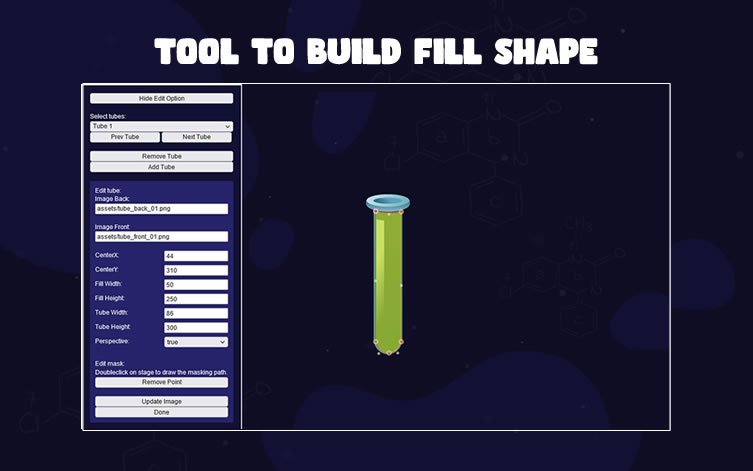 TOOL TO BUILD FILL SHAPE
Hide Edit Option
Select tubes:
Tube 1
Prev Tube Next Tube
Remove Tube
Add Tube
Edit tube:
Image Back:
assets/tube_back_01.png
Image Front:
assets/tube_front_01.png
CenterX: 44
CenterY: 310
Fill Width: 50
Fill Height: 250
Tube Width: 86
Tube Height: 300
Perspective: true
Edit mask:
Doubleclick on stage to draw the masking path.
Remove Point
Update Image
Done